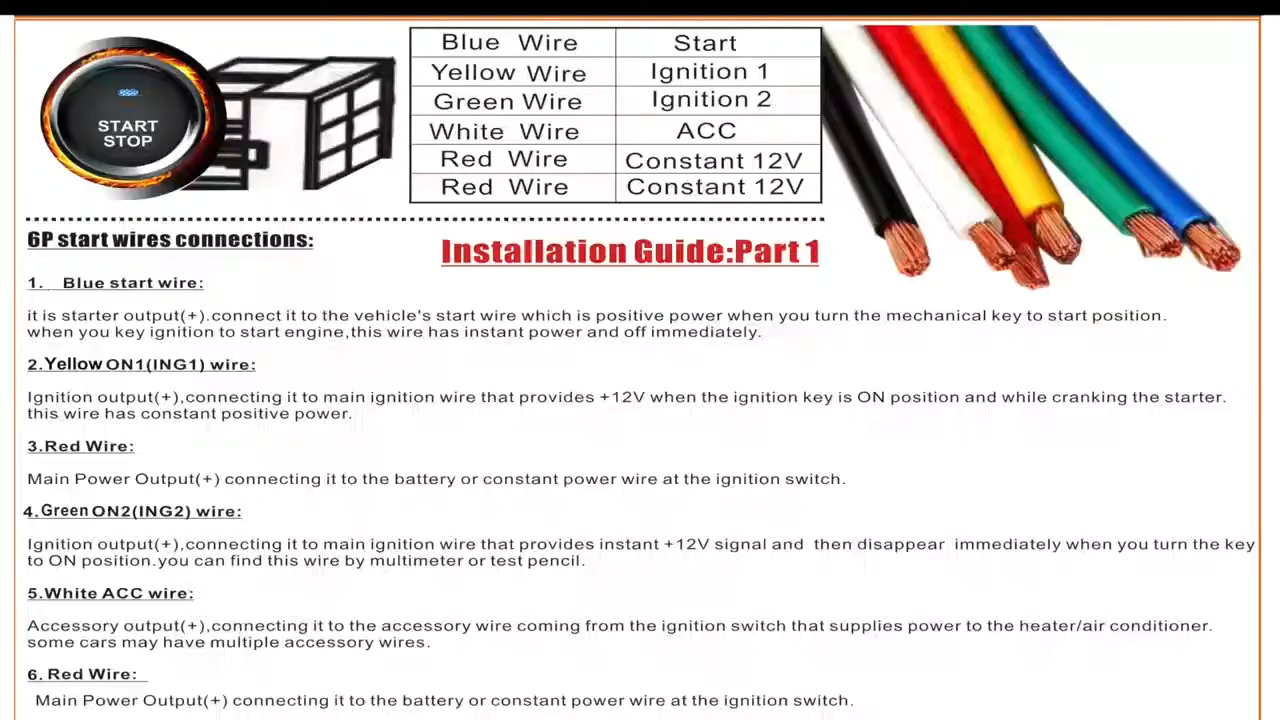 START
STOP
Blue Wire Start
Yellow Wire Ignition 1
Green Wire Ignition 2
White Wire ACC
Red Wire Constant 12V
Red Wire Constant 12V
6P start wires connections:
Installation Guide:Part 1
1. Blue start wire:
it is starter output(+).connect it to the vehicle's start wire which is positive power when you turn the mechanical key to start position.
when you key ignition to start engine,this wire has instant power and off immediately.
2.Yellow ON1(ING1) wire:
Ignition output(+),connecting it to main ignition wire that provides +12V when the ignition key is ON position and while cranking the starter.
this wire has constant positive power.
3.Red Wire:
Main Power Output(+) connecting it to the battery or constant power wire at the ignition switch.
4.Green ON2(ING2) wire:
Ignition output(+),connecting it to main ignition wire that provides instant +12V signal and then disappear immediately when you turn the key
to ON position.you can find this wire by multimeter or test pencil.
5.White ACC wire:
Accessory output(+),connecting it to the accessory wire coming from the ignition switch that supplies power to the heater/air conditioner.
some cars may have multiple accessory wires.
6. Red Wire:
Main Power Output(+) connecting it to the battery or constant power wire at the ignition switch.